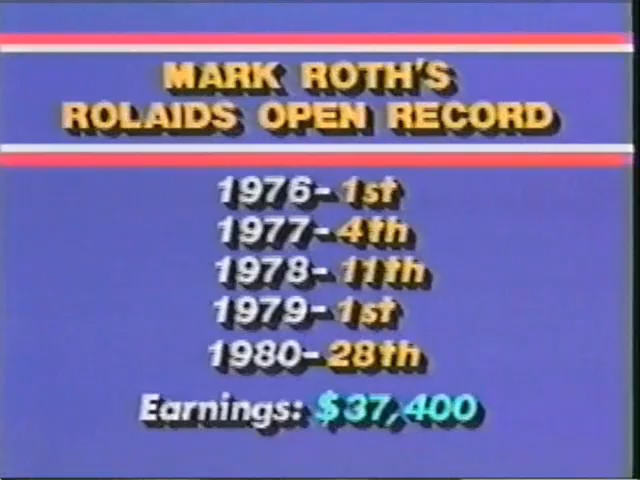 MARK ROTH'S
ROLAIDS OPEN RECORD
1976-1st
1977-4th
1978-11th
1979-1st
1980-28th
Earnings: $37,400